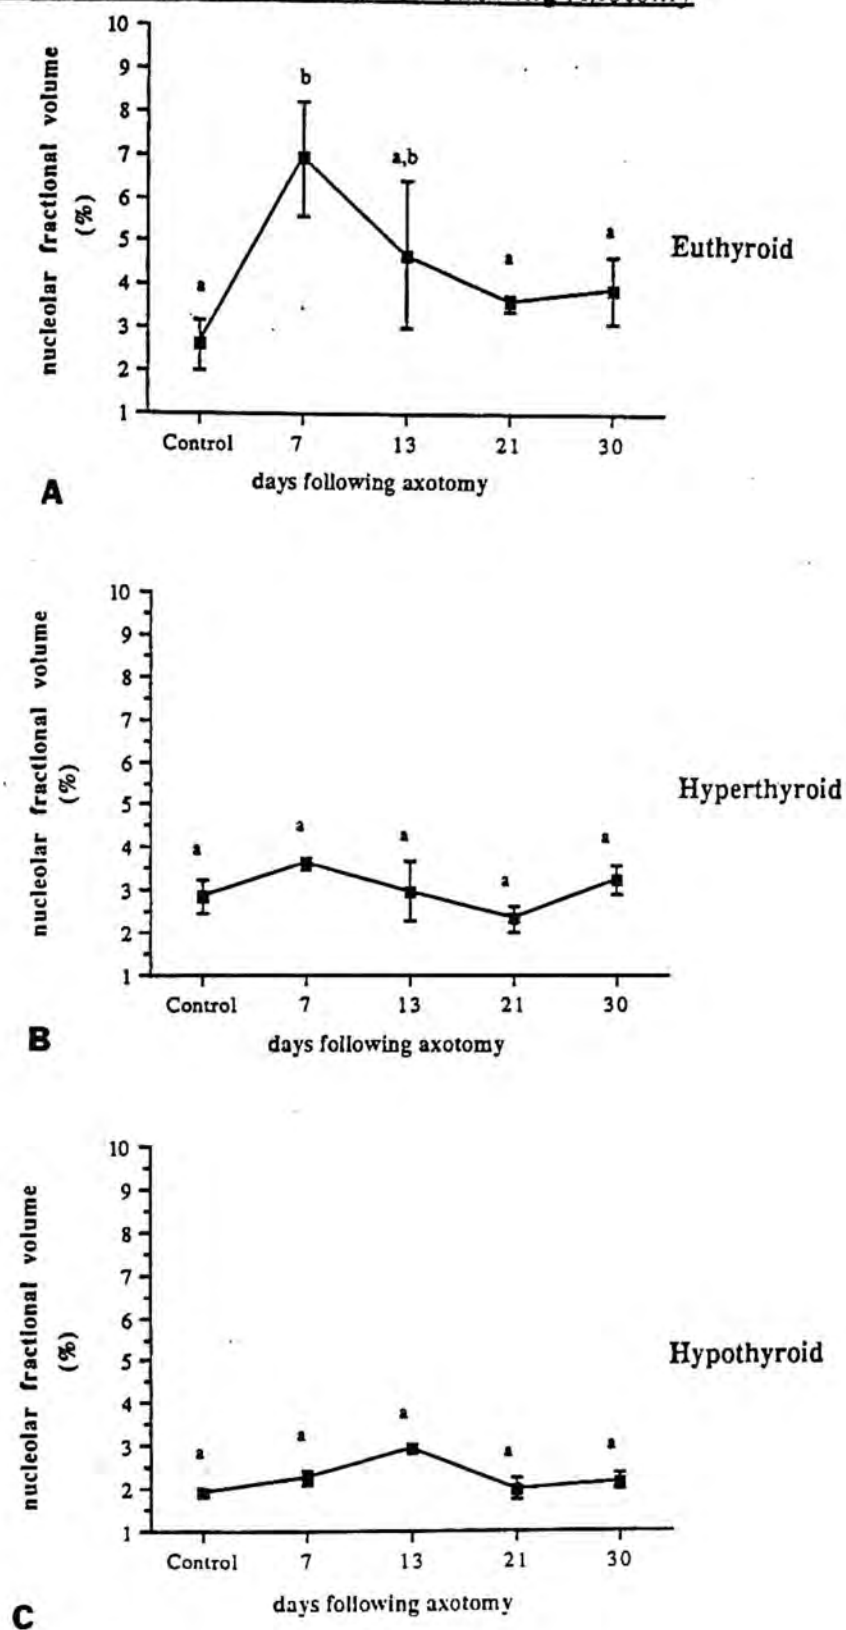 10
9
8
7
6
5
4
3
2
1
nucleolar fractional volume
(%)
a
b
a,b
a
a
Euthyroid
Control 7 13 21 30
days following axotomy
A
10
9
8
7
6
5
4
3
2
1
nucleolar fractional volume
(%)
a
a
a
a
a
Hyperthyroid
Control 7 13 21 30
days following axotomy
B
10
9
8
7
6
5
4
3
2
1
nucleolar fractional volume
(%)
a
a
a
a
a
Hypothyroid
Control 7 13 21 30
days following axotomy
C